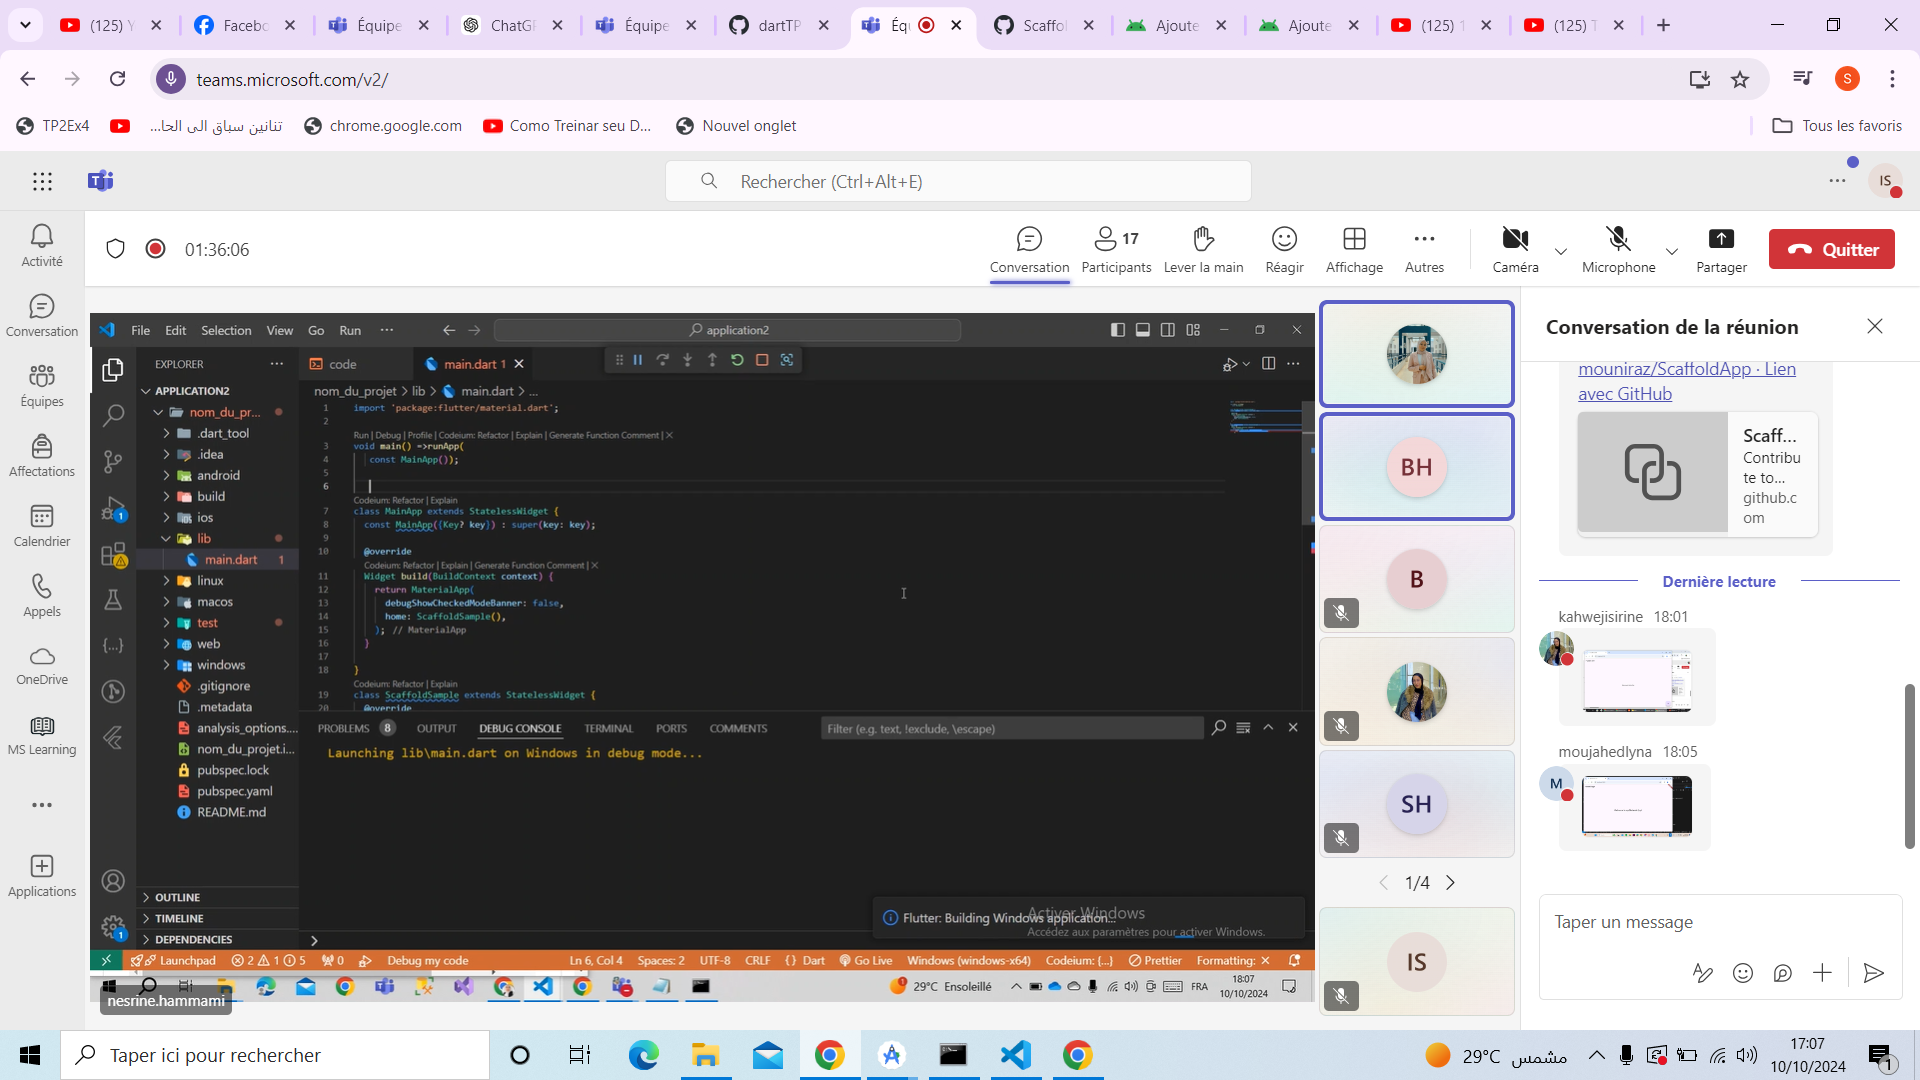 (125) Y
Facebo
Équipe
ChatGP
Équipe
dartTP
Éq
Scaffol
Ajoute
Ajoute
(125) 1
(125) T
teams.microsoft.com/v2/
S
TP2Ex4
تنانين سباق الى الحا...
chrome.google.com
Como Treinar seu D...
Nouvel onglet
Tous les favoris
Rechercher (Ctrl+Alt+E)
IS
Activité
Conversation
Équipes
Affectations
Calendrier
Appels
OneDrive
MS Learning
Applications
01:36:06
Conversation
17
Participants
Lever la main
Réagir
Affichage
Autres
Caméra
Microphone
Partager
Quitter
File Edit Selection View Go Run
application2
EXPLORER
code
main.dart 1
APPLICATION2
nom_du_pr...
.dart_tool
.idea
android
build
ios
lib
main.dart 1
linux
macos
test
web
windows
.gitignore
.metadata
analysis_options....
nom_du_projet.i...
pubspec.lock
pubspec.yaml
README.md
OUTLINE
TIMELINE
DEPENDENCIES
nom_du_projet > lib > main.dart > ...
1 import 'package:flutter/material.dart';
2
Run | Debug | Profile | Codeium: Refactor | Explain | Generate Function Comment | X
3 void main() =>runApp(
4 const MainApp());
5
6
Codeium: Refactor | Explain
7 class MainApp extends StatelessWidget {
8 const MainApp({Key? key}) : super(key: key);
9
10 @override
Codeium: Refactor | Explain | Generate Function Comment | X
11 Widget build(BuildContext context) {
12 return MaterialApp(
13 debugShowCheckedModeBanner: false,
14 home: ScaffoldSample(),
15 ); // MaterialApp
16 }
17
18 }
Codeium: Refactor | Explain
19 class ScaffoldSample extends StatelessWidget {
20 @override
PROBLEMS 8 OUTPUT DEBUG CONSOLE TERMINAL PORTS COMMENTS
Filter (e.g. text, !exclude, \escape)
Launching lib\main.dart on Windows in debug mode...
Flutter: Building Windows application...
Activer Windows
Accédez aux paramètres pour activer Windows.
Launchpad 2 1 5 0 Debug my code Ln 6, Col 4 Spaces: 2 UTF-8 CRLF {} Dart Go Live Windows (windows-x64) Codeium: {...} Prettier Formating: X
nesrine.hammami
29°C Ensoleillé
FRA
18:07
10/10/2024
BH
B
SH
1/4
IS
Conversation de la réunion
mouniraz/ScaffoldApp · Lien
avec GitHub
Scaff...
Contribu
te to...
github.c
om
Dernière lecture
kahwejisirine 18:01
moujahedlyna 18:05
M
Taper un message
Taper ici pour rechercher
29°C مشمس
17:07
10/10/2024
1